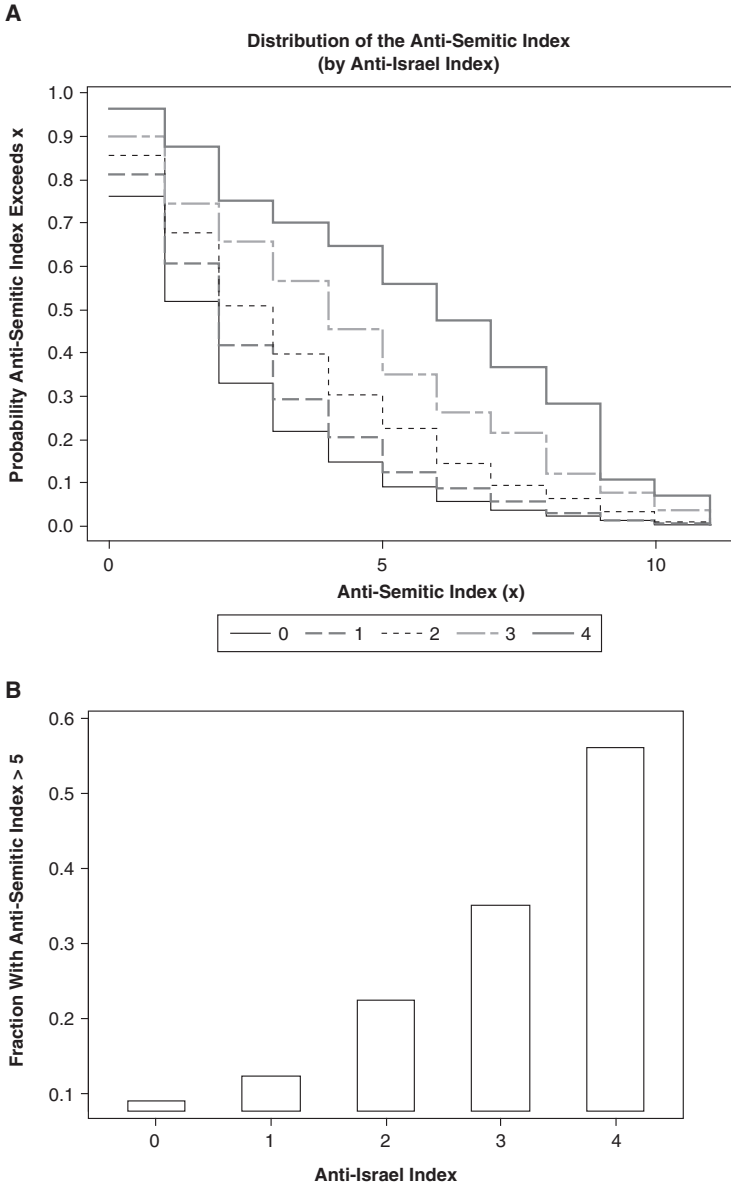 A
Distribution of the Anti-Semitic Index
(by Anti-Israel Index)
Probability Anti-Semitic Index Exceeds x
1.0
0.9
0.8
0.7
0.6
0.5
0.4
0.3
0.2
0.1
0.0
0 5 10
Anti-Semitic Index (x)
0 1 2 3 4
B
Fraction With Anti-Semitic Index > 5
0.6
0.5
0.4
0.3
0.2
0.1
0 1 2 3 4
Anti-Israel Index